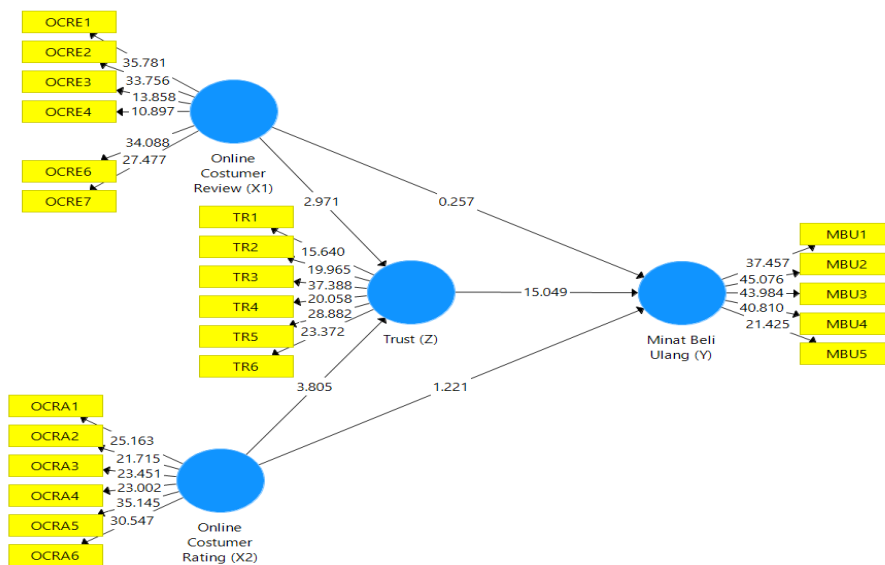 OCRE1
OCRE2
OCRE3
OCRE4
OCRE6
OCRE7
35.781
33.756
13.858
10.897
34.088
27.477
Online
Costumer
Review (X1)
2.971
0.257
TR1
TR2
TR3
TR4
TR5
TR6
15.640
19.965
37.388
20.058
28.882
23.372
Trust (Z)
15.049
MBU1
MBU2
MBU3
MBU4
MBU5
37.457
45.076
43.984
40.810
21.425
Minat Beli
Ulang (Y)
3.805
1.221
OCRA1
OCRA2
OCRA3
OCRA4
OCRA5
OCRA6
25.163
21.715
23.451
23.002
35.145
30.547
Online
Costumer
Rating (X2)